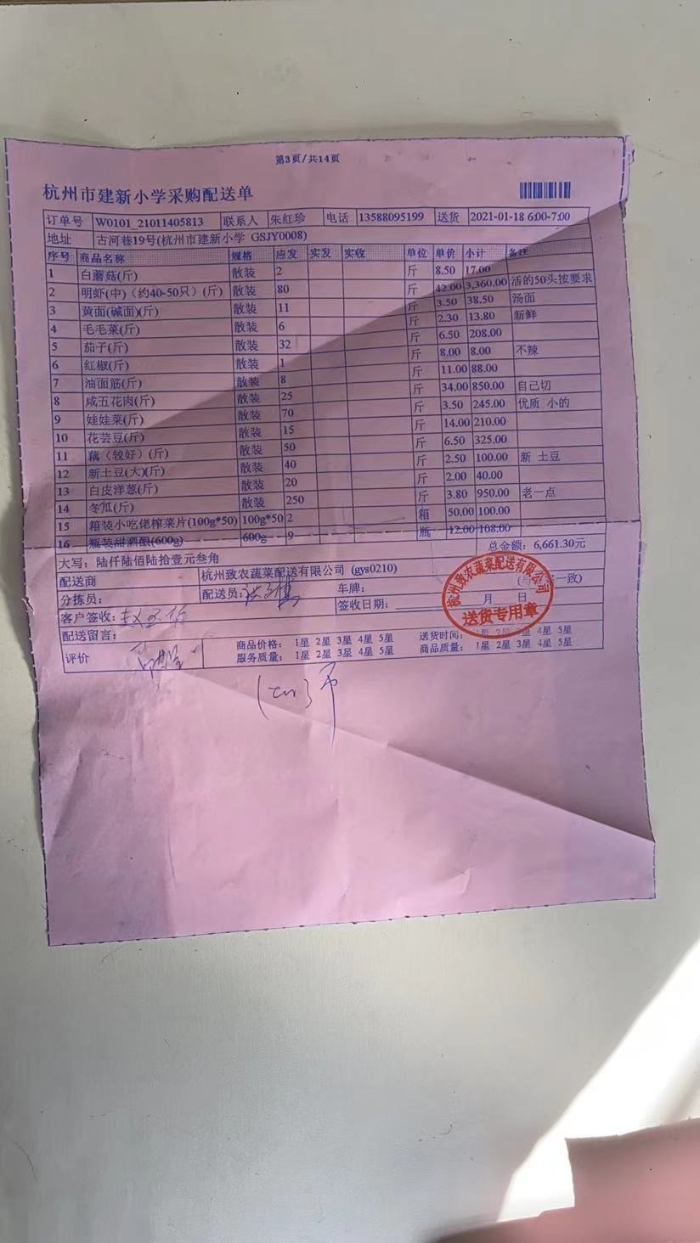 第3页/共14页
杭州市建新小学采购配送单
订单号 W0101_21011405813 联系人 朱红珍 电话 13588095199 送货 2021-01-18 6:00-7:00
地址 古河巷19号(杭州市建新小学 GSJY0008)
序号 商品名称 规格 应发 实发 实收 单位 单价 小计 备注
1 白蘑菇(斤) 散装 2 斤 8.50 17.00
2 明虾(中)(约40-50只)(斤) 散装 80 斤 42.00 3,360.00 活的50头按要求
3 黄面(碱面)(斤) 散装 11 斤 3.50 38.50 汤面
4 毛毛菜(斤) 散装 6 斤 2.30 13.80 新鲜
5 茄子(斤) 散装 32 斤 6.50 208.00
6 红椒(斤) 散装 1 斤 8.00 8.00 不辣
7 油面筋(斤) 散装 8 斤 11.00 88.00
8 咸五花肉(斤) 散装 25 斤 34.00 850.00 自己切
9 娃娃菜(斤) 散装 70 斤 3.50 245.00 优质 小的
10 花芸豆(斤) 散装 15 斤 14.00 210.00
11 藕(较好)(斤) 散装 50 斤 6.50 325.00
12 新土豆(大)(斤) 散装 40 斤 2.50 100.00 新 土豆
13 白皮洋葱(斤) 散装 20 斤 2.00 40.00
14 冬瓜(斤) 散装 250 斤 3.80 950.00 老一点
15 箱装小吃佬榨菜片(100g*50) 100g*50 2 箱 50.00 100.00
16 瓶装甜酒酿(600g) 600g 9 瓶 12.00 108.00
大写: 陆仟陆佰陆拾壹元叁角 总金额: 6,661.30元
配送商 杭州致农蔬菜配送有限公司 (gys0210)
分拣员: 配送员: 车牌: 一致)
客户签收: 签收日期: 月 日
杭州致农蔬菜配送有限公司
送货专用章
配送留言:
评价 商品价格: 1星 2星 3星 4星 5星 送货时间: 1星 2星 3星 4星 5星
服务质量: 1星 2星 3星 4星 5星 商品质量: 1星 2星 3星 4星 5星